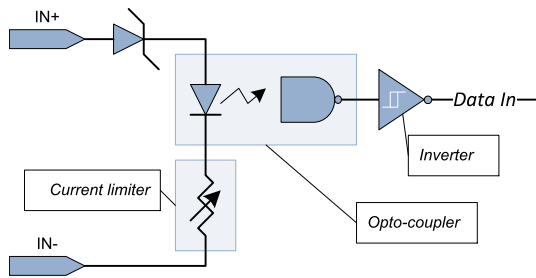 IN+
Data In
Inverter
Current limiter
Opto-coupler
IN-